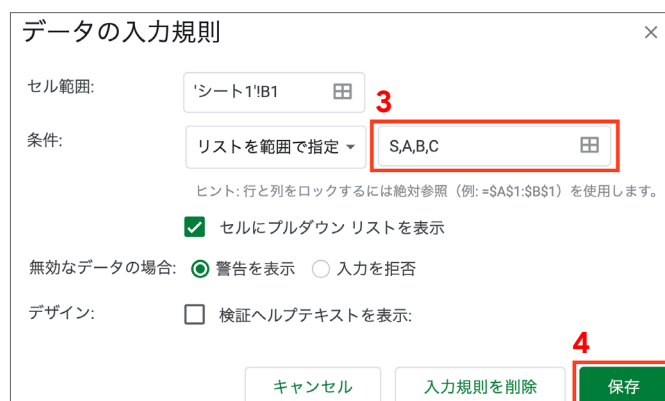 データの入力規則
セル範囲:
'シート1'!B1
3
条件:
リストを範囲で指定
S,A,B,C
ヒント: 行と列をロックするには絶対参照（例: =$A$1:$B$1）を使用します。
セルにプルダウン リストを表示
無効なデータの場合: 警告を表示 入力を拒否
デザイン: 検証ヘルプテキストを表示:
4
キャンセル 入力規則を削除 保存